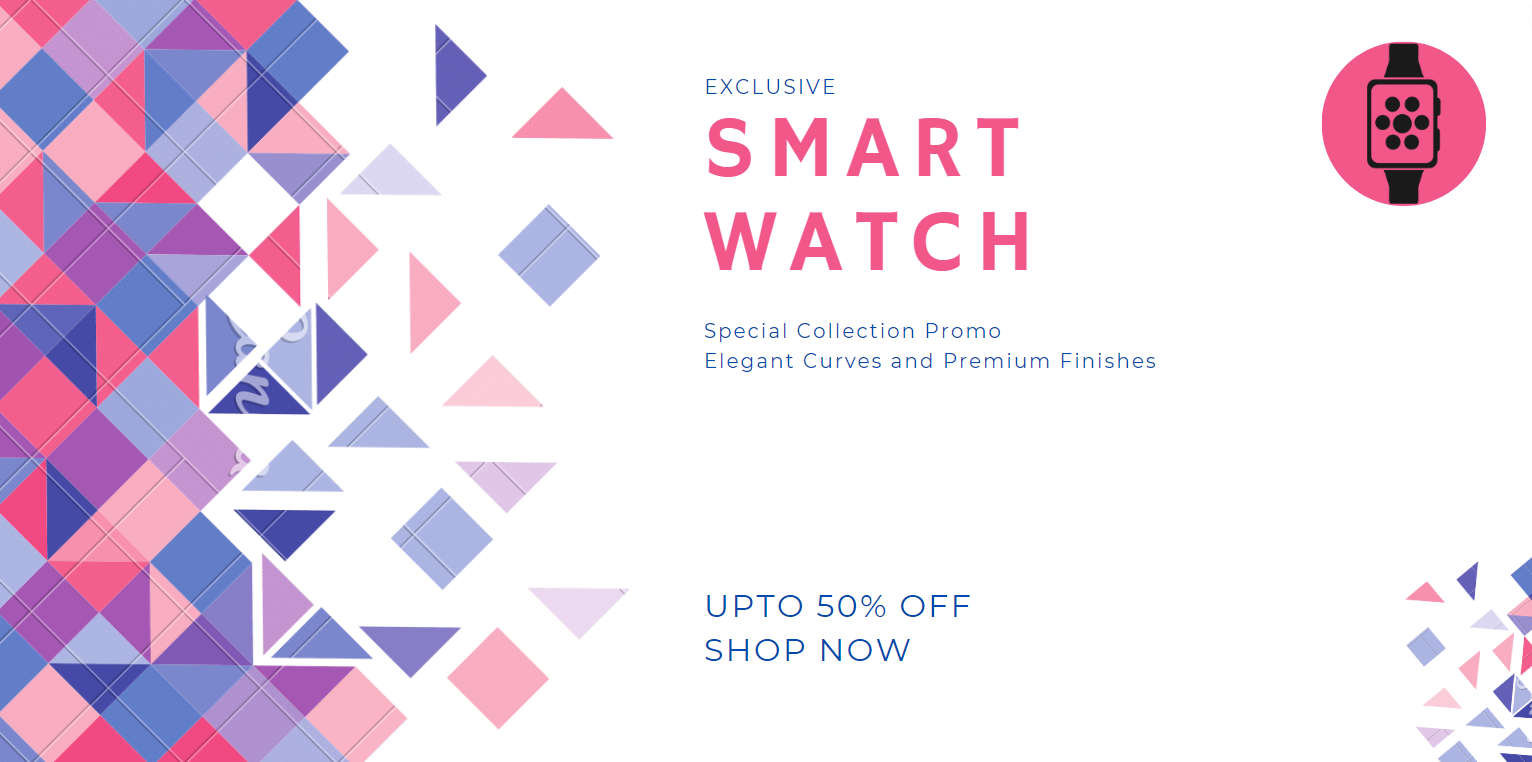 EXCLUSIVE
SMART
WATCH
Special Collection Promo
Elegant Curves and Premium Finishes
UPTO 50% OFF
SHOP NOW